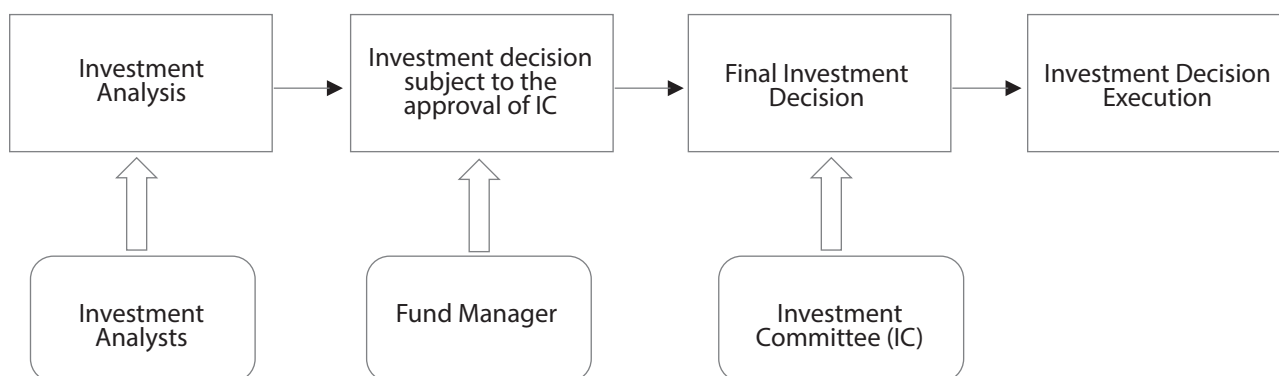 Investment
Analysis
Investment decision
subject to the
approval of IC
Final Investment
Decision
Investment Decision
Execution
Investment
Analysts
Fund Manager
Investment
Committee (IC)